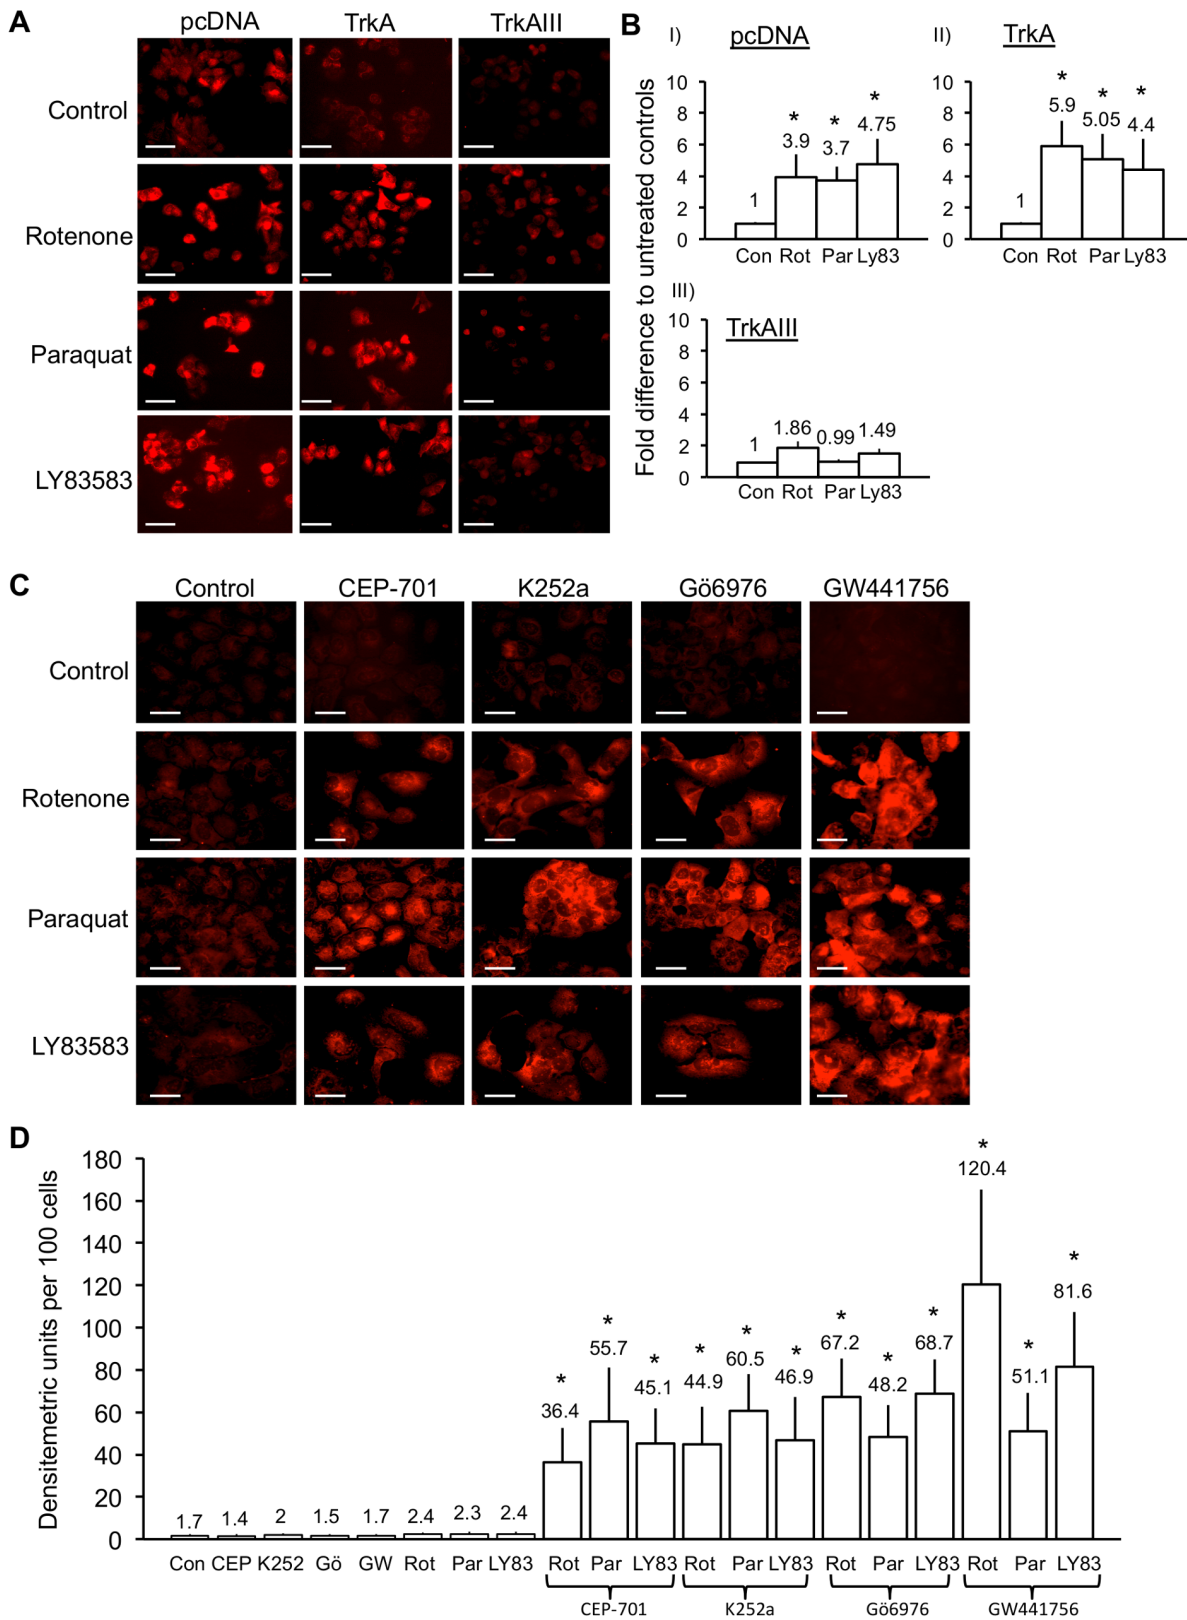 A
pcDNA TrkA TrkAIII
Control
Rotenone
Paraquat
LY83583
B
Fold difference to untreated controls
I) pcDNA
10
8
6
4
2
0
1 * 3.9 * 3.7 * 4.75
Con Rot Par Ly83
II) TrkA
10
8
6
4
2
0
1 * 5.9 * 5.05 * 4.4
Con Rot Par Ly83
III)
TrkAIII
10
8
6
4
2
0
1 1.86 0.99 1.49
Con Rot Par Ly83
C
Control CEP-701 K252a Gö6976 GW441756
Control
Rotenone
Paraquat
LY83583
D
Densitemetric units per 100 cells
180
160
140
120
100
80
60
40
20
0
1.7 1.4 2 1.5 1.7 2.4 2.3 2.4 * 36.4 * 55.7 * 45.1 * 44.9 * 60.5 * 46.9 * 67.2 * 48.2 * 68.7 * 120.4 * 51.1 * 81.6
Con CEP K252 Gö GW Rot Par LY83 Rot Par LY83 Rot Par LY83 Rot Par LY83 Rot Par LY83
CEP-701 K252a Gö6976 GW441756